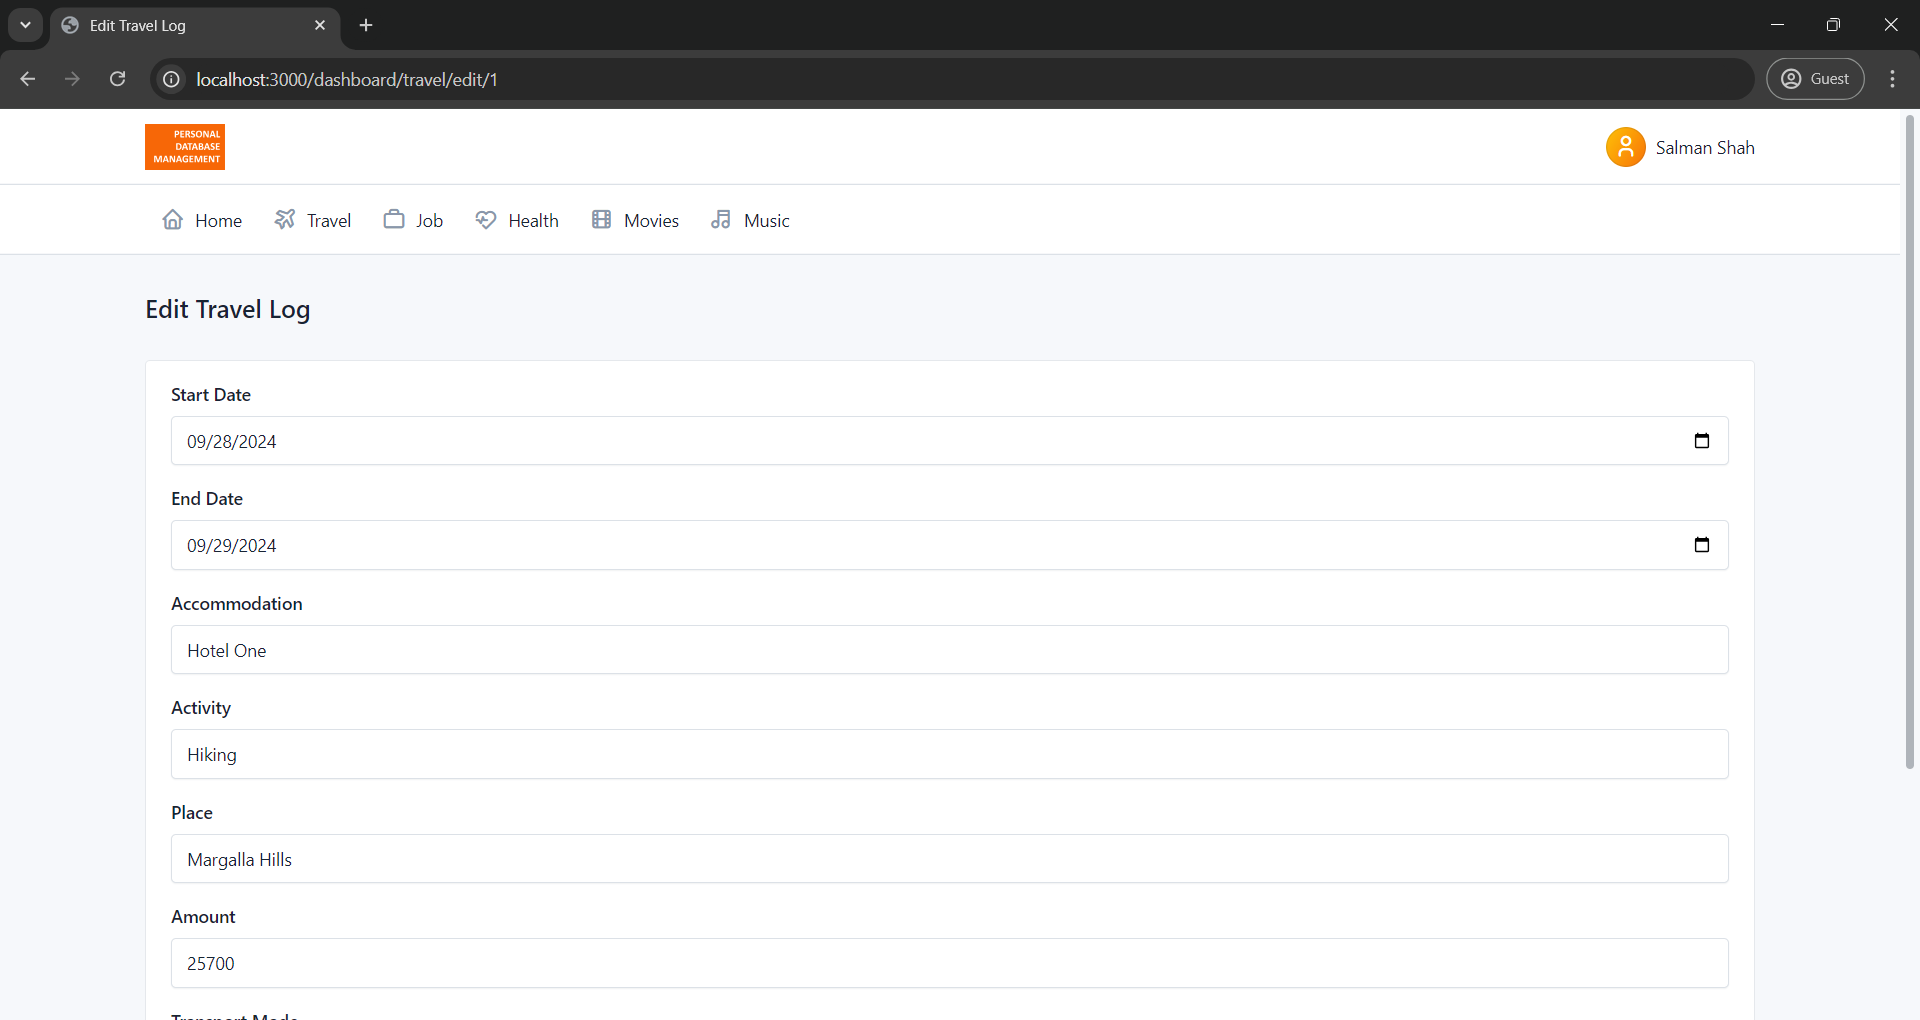 Edit Travel Log
localhost:3000/dashboard/travel/edit/1
Guest
PERSONAL
DATABASE
MANAGEMENT
Salman Shah
Home Travel Job Health Movies Music
Edit Travel Log
Start Date
09/28/2024
End Date
09/29/2024
Accommodation
Hotel One
Activity
Hiking
Place
Margalla Hills
Amount
25700
Transport Mode